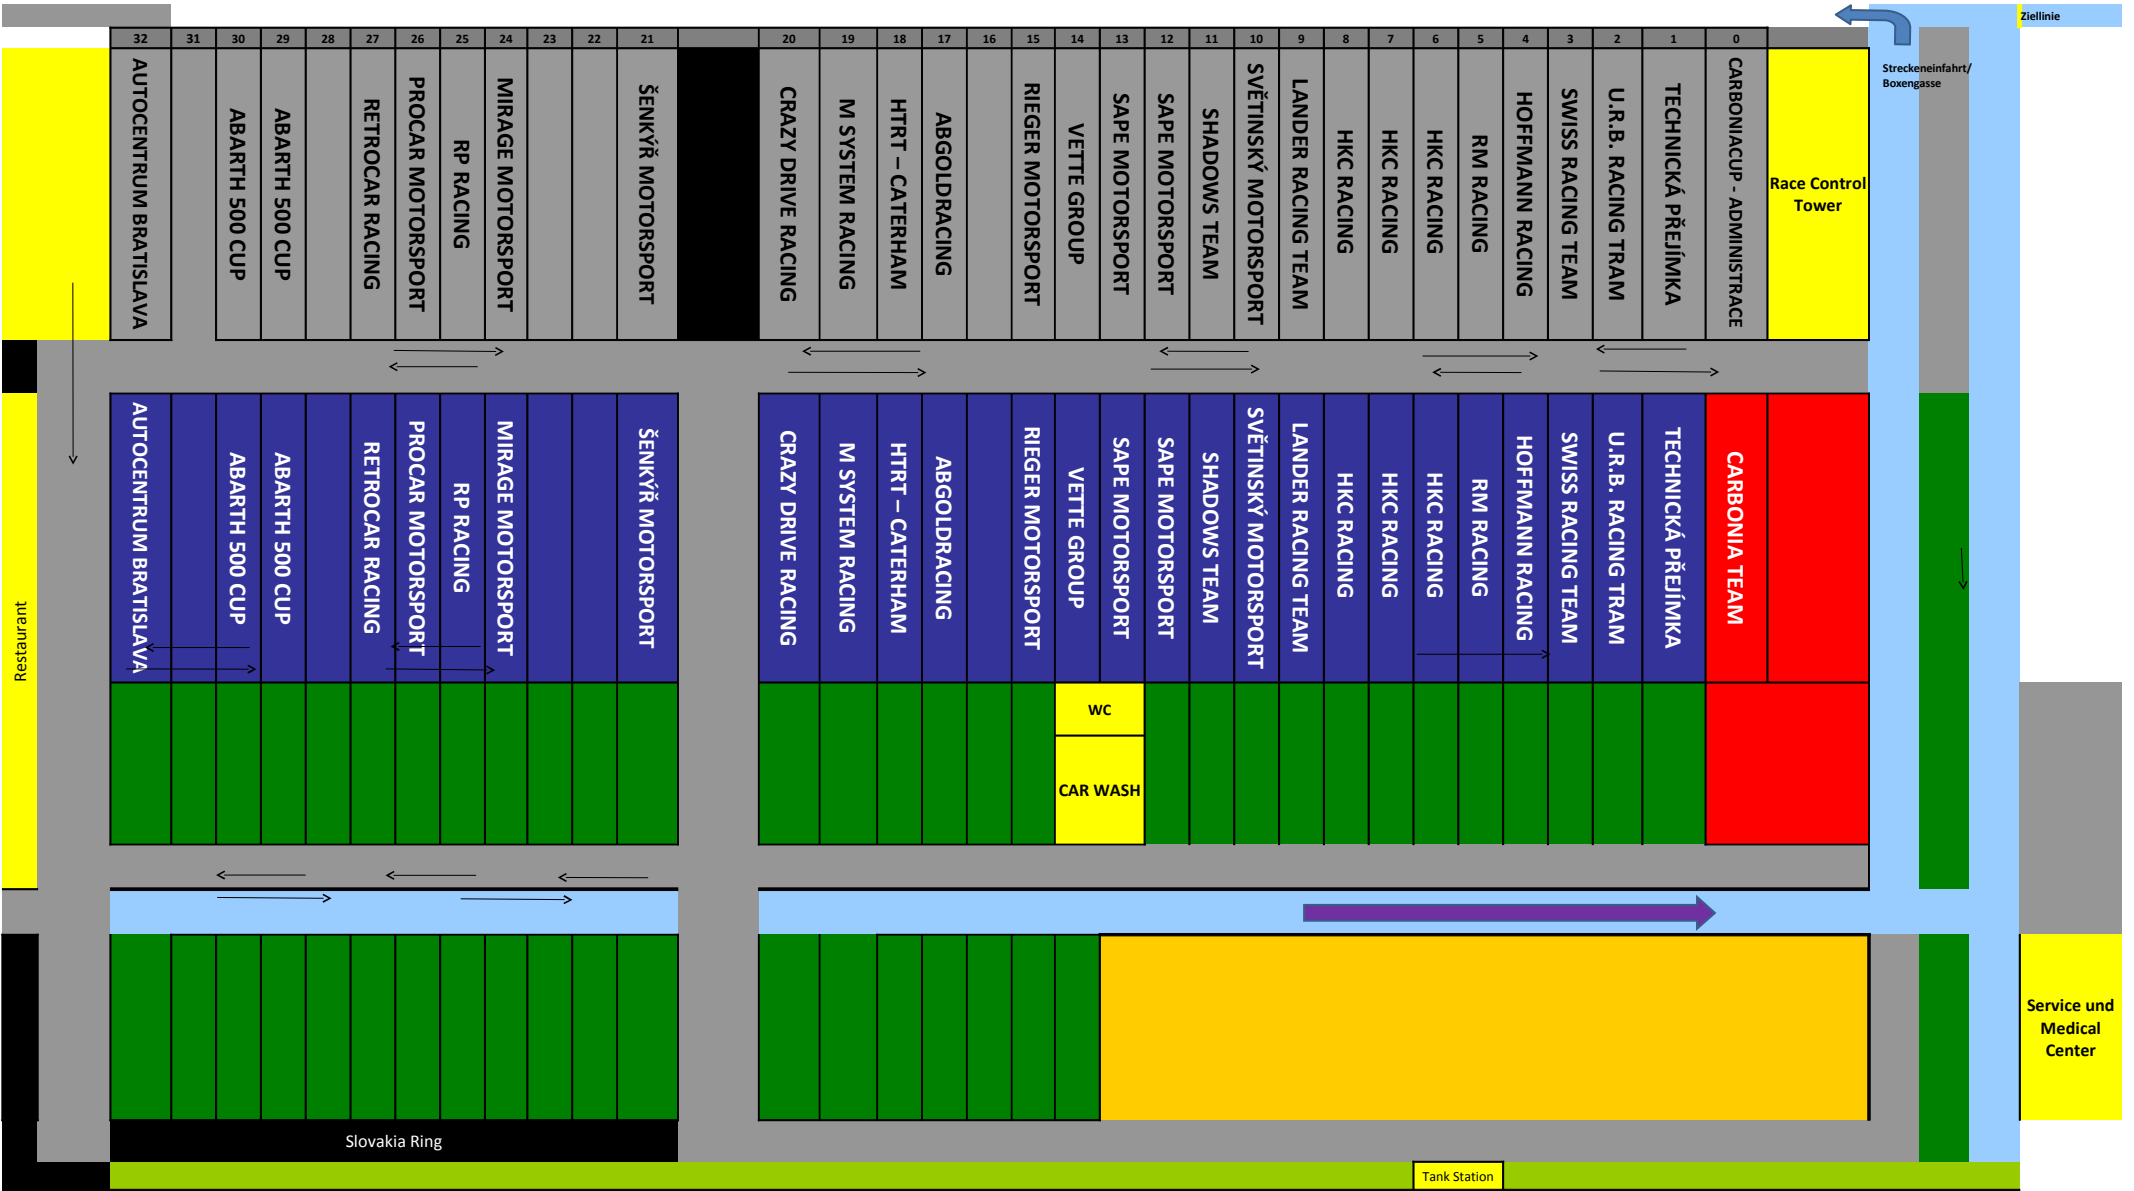 Ziellinie
32 31 30 29 28 27 26 25 24 23 22 21 20 19 18 17 16 15 14 13 12 11 10 9 8 7 6 5 4 3 2 1 0
Streckeneinfahrt/
Boxengasse
AUTOCENTRUM BRATISLAVA
ABARTH 500 CUP
ABARTH 500 CUP
RETROCAR RACING
PROCAR MOTORSPORT
RP RACING
MIRAGE MOTORSPORT
ŠENKÝŘ MOTORSPORT
CRAZY DRIVE RACING
M SYSTEM RACING
HTRT – CATERHAM
ABGOLDRACING
RIEGER MOTORSPORT
VETTE GROUP
SAPE MOTORSPORT
SAPE MOTORSPORT
SHADOWS TEAM
SVĚTINSKÝ MOTORSPORT
LANDER RACING TEAM
HKC RACING
HKC RACING
HKC RACING
RM RACING
HOFFMANN RACING
SWISS RACING TEAM
U.R.B. RACING TRAM
TECHNICKÁ PŘEJÍMKA
CARBONIACUP - ADMINISTRACE
Race Control
Tower
AUTOCENTRUM BRATISLAVA
ABARTH 500 CUP
ABARTH 500 CUP
RETROCAR RACING
PROCAR MOTORSPORT
RP RACING
MIRAGE MOTORSPORT
ŠENKÝŘ MOTORSPORT
CRAZY DRIVE RACING
M SYSTEM RACING
HTRT – CATERHAM
ABGOLDRACING
RIEGER MOTORSPORT
VETTE GROUP
SAPE MOTORSPORT
SAPE MOTORSPORT
SHADOWS TEAM
SVĚTINSKÝ MOTORSPORT
LANDER RACING TEAM
HKC RACING
HKC RACING
HKC RACING
RM RACING
HOFFMANN RACING
SWISS RACING TEAM
U.R.B. RACING TRAM
TECHNICKÁ PŘEJÍMKA
CARBONIA TEAM
Restaurant
WC
CAR WASH
Service und
Medical
Center
Slovakia Ring
Tank Station